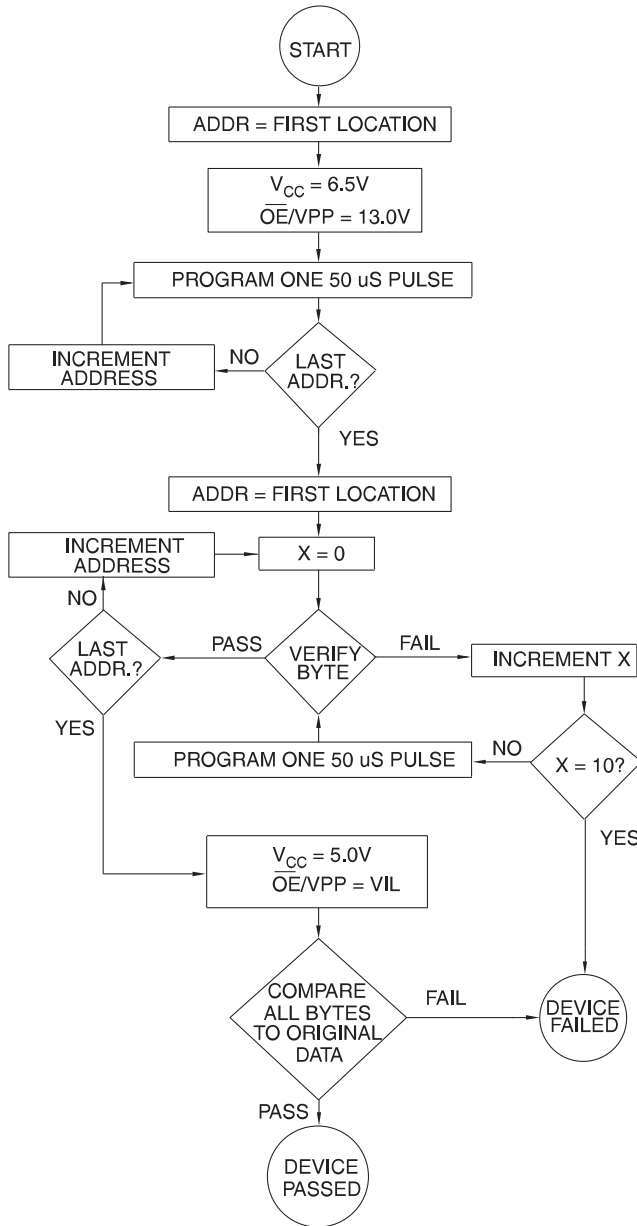 START
ADDR = FIRST LOCATION
VCC = 6.5V
OE/VPP = 13.0V
PROGRAM ONE 50 uS PULSE
INCREMENT
ADDRESS
NO
LAST
ADDR.?
YES
ADDR = FIRST LOCATION
INCREMENT
ADDRESS
X = 0
NO
LAST
ADDR.?
PASS
VERIFY
BYTE
FAIL
INCREMENT X
YES
PROGRAM ONE 50 uS PULSE
NO
X = 10?
YES
VCC = 5.0V
OE/VPP = VIL
COMPARE
ALL BYTES
TO ORIGINAL
DATA
FAIL
DEVICE
FAILED
PASS
DEVICE
PASSED